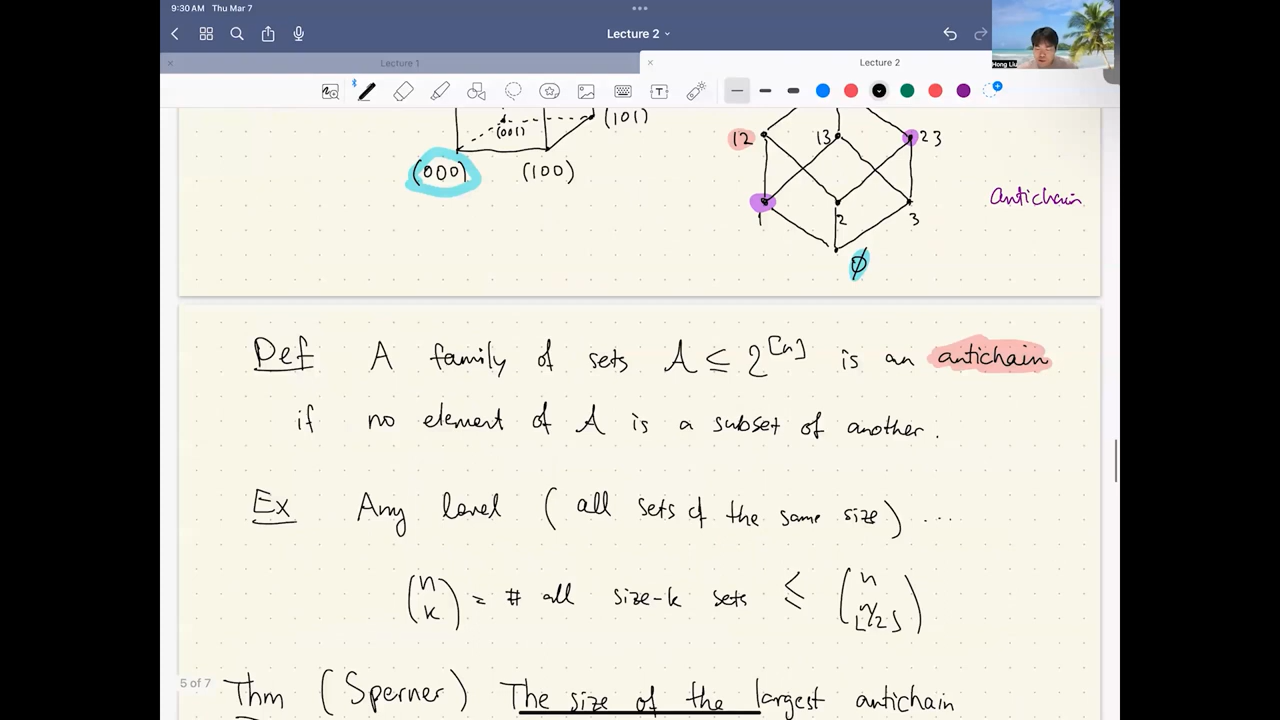 9:30 AM Thu Mar 7
Lecture 2
Hong Liu
Lecture 1
Lecture 2
(001)
(101)
(000)
(100)
12
13
23
1
2
3
∅
antichain
Def A family of sets A ⊆ 2^[n] is an antichain
if no element of A is a subset of another.
Ex Any level (all sets of the same size) ...
(n k) = # all size-k sets ≤ (n ⌊n/2⌋)
5 of 7
Thm (Sperner) The size of the largest antichain